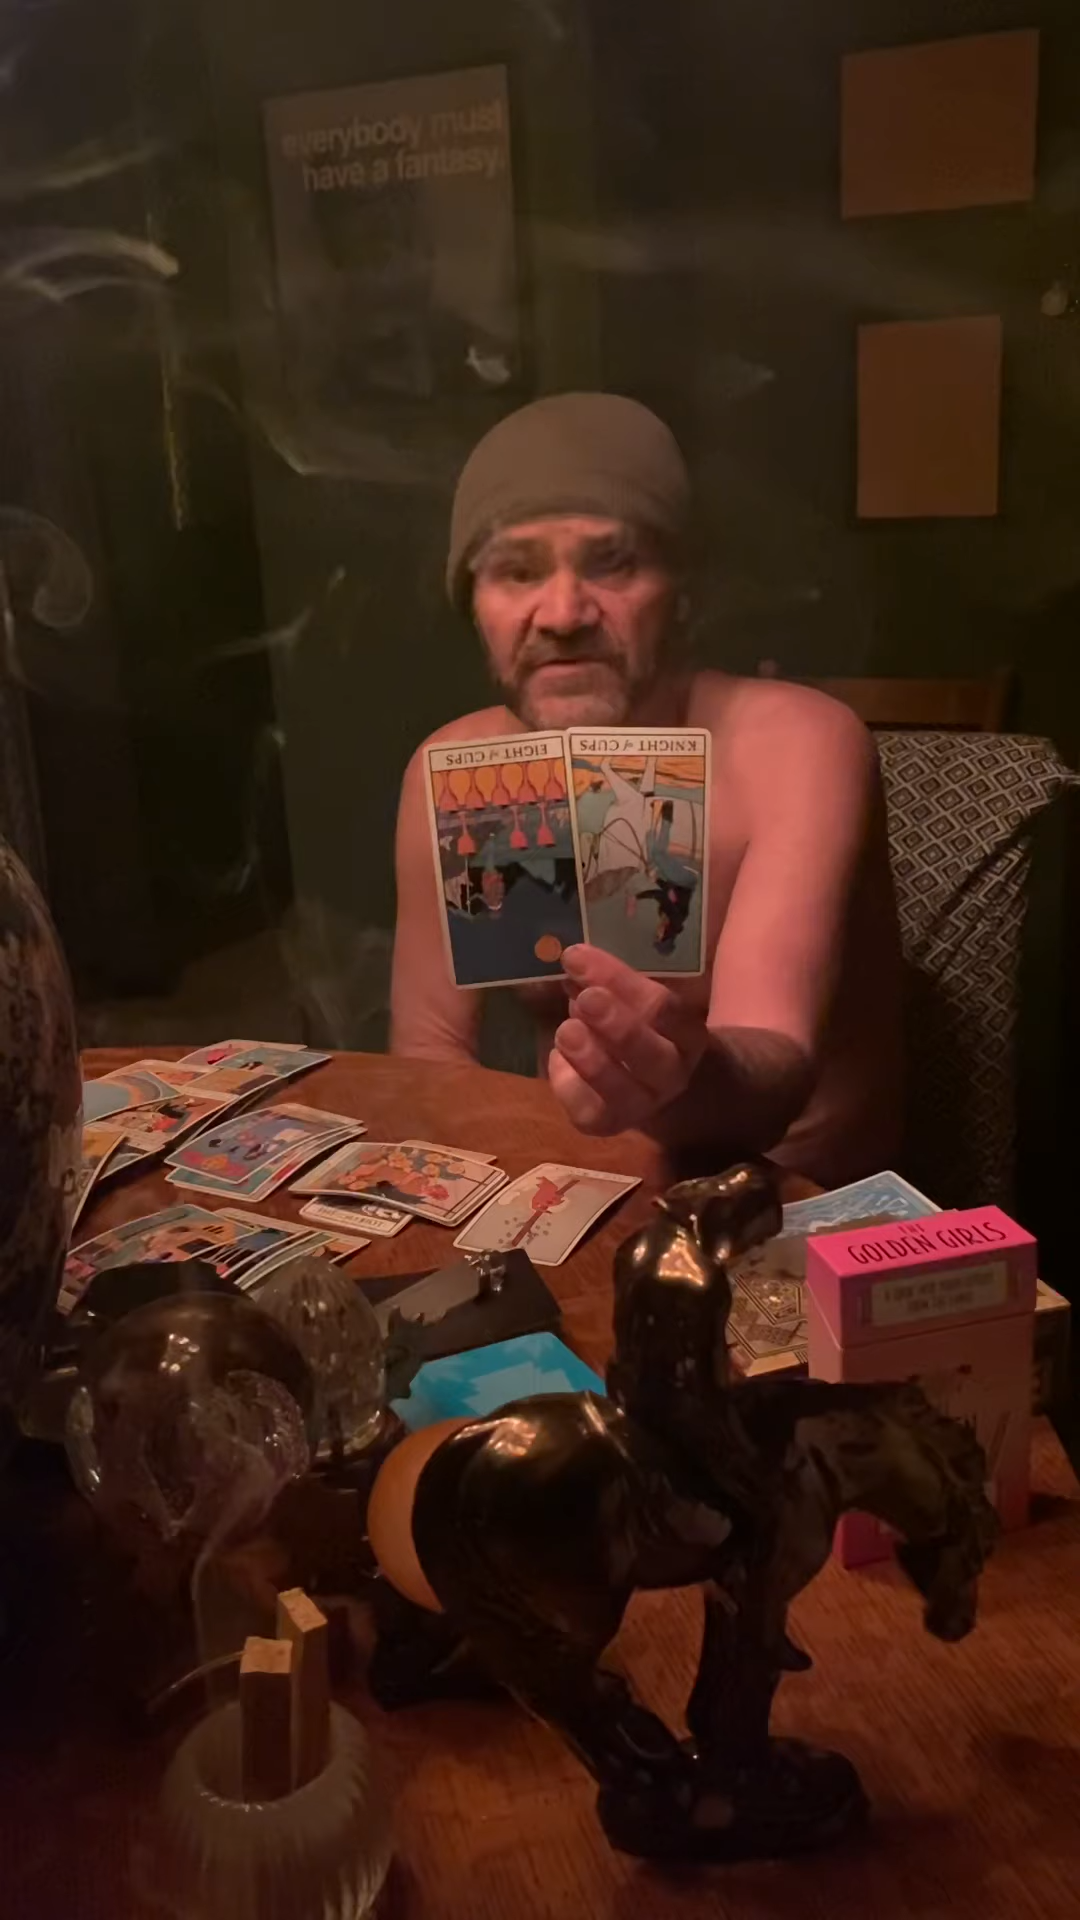 everybody must
have a fantasy.
EIGHT of CUPS
KNIGHT of CUPS
THE
GOLDEN GIRLS